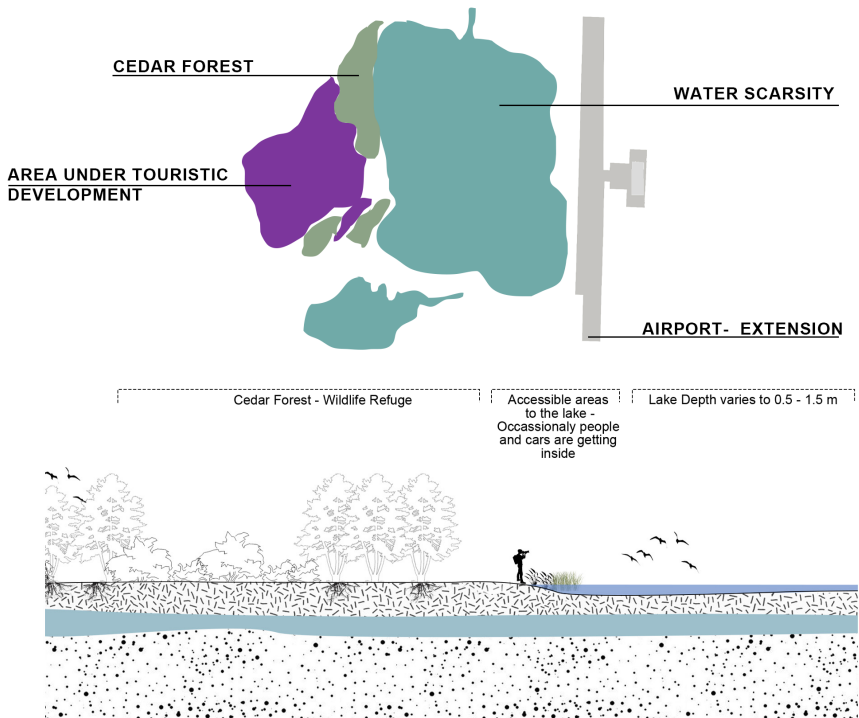 CEDAR FOREST
WATER SCARSITY
AREA UNDER TOURISTIC
DEVELOPMENT
AIRPORT-  EXTENSION
Cedar Forest - Wildlife Refuge
Accessible areas
to the lake -
Occassionaly people
and cars are getting
inside
Lake Depth varies to 0.5 - 1.5 m